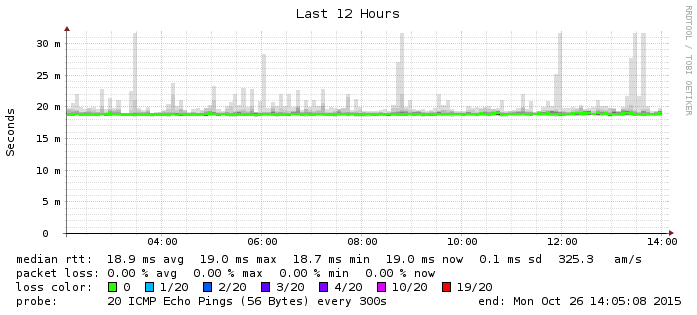 Last 12 Hours
RRDTOOL / TOBI OETIKER
Seconds
30 m
25 m
20 m
15 m
10 m
5 m
0
04:00 06:00 08:00 10:00 12:00 14:00
median rtt: 18.9 ms avg 19.0 ms max 18.7 ms min 19.0 ms now 0.1 ms sd 325.3 am/s
packet loss: 0.00 % avg 0.00 % max 0.00 % min 0.00 % now
loss color: 0 1/20 2/20 3/20 4/20 10/20 19/20
probe: 20 ICMP Echo Pings (56 Bytes) every 300s end: Mon Oct 26 14:05:08 2015